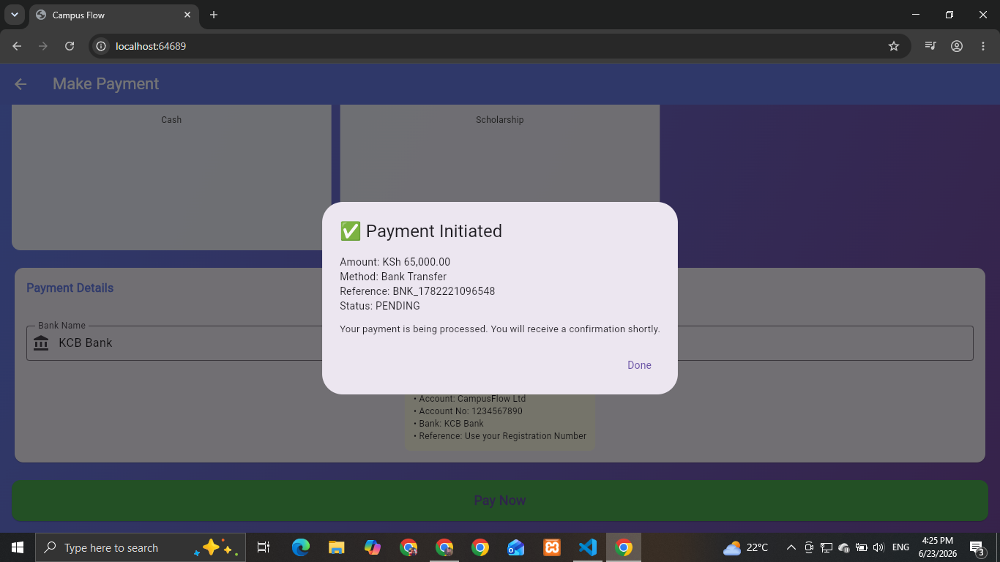 Campus Flow
localhost:64689
Make Payment
Cash
Scholarship
✅ Payment Initiated
Amount: KSh 65,000.00
Method: Bank Transfer
Reference: BNK_1782221096548
Status: PENDING
Your payment is being processed. You will receive a confirmation shortly.
Done
Payment Details
Bank Name
KCB Bank
• Account: CampusFlow Ltd
• Account No: 1234567890
• Bank: KCB Bank
• Reference: Use your Registration Number
Pay Now
Type here to search
22°C
ENG
4:25 PM
6/23/2026
3